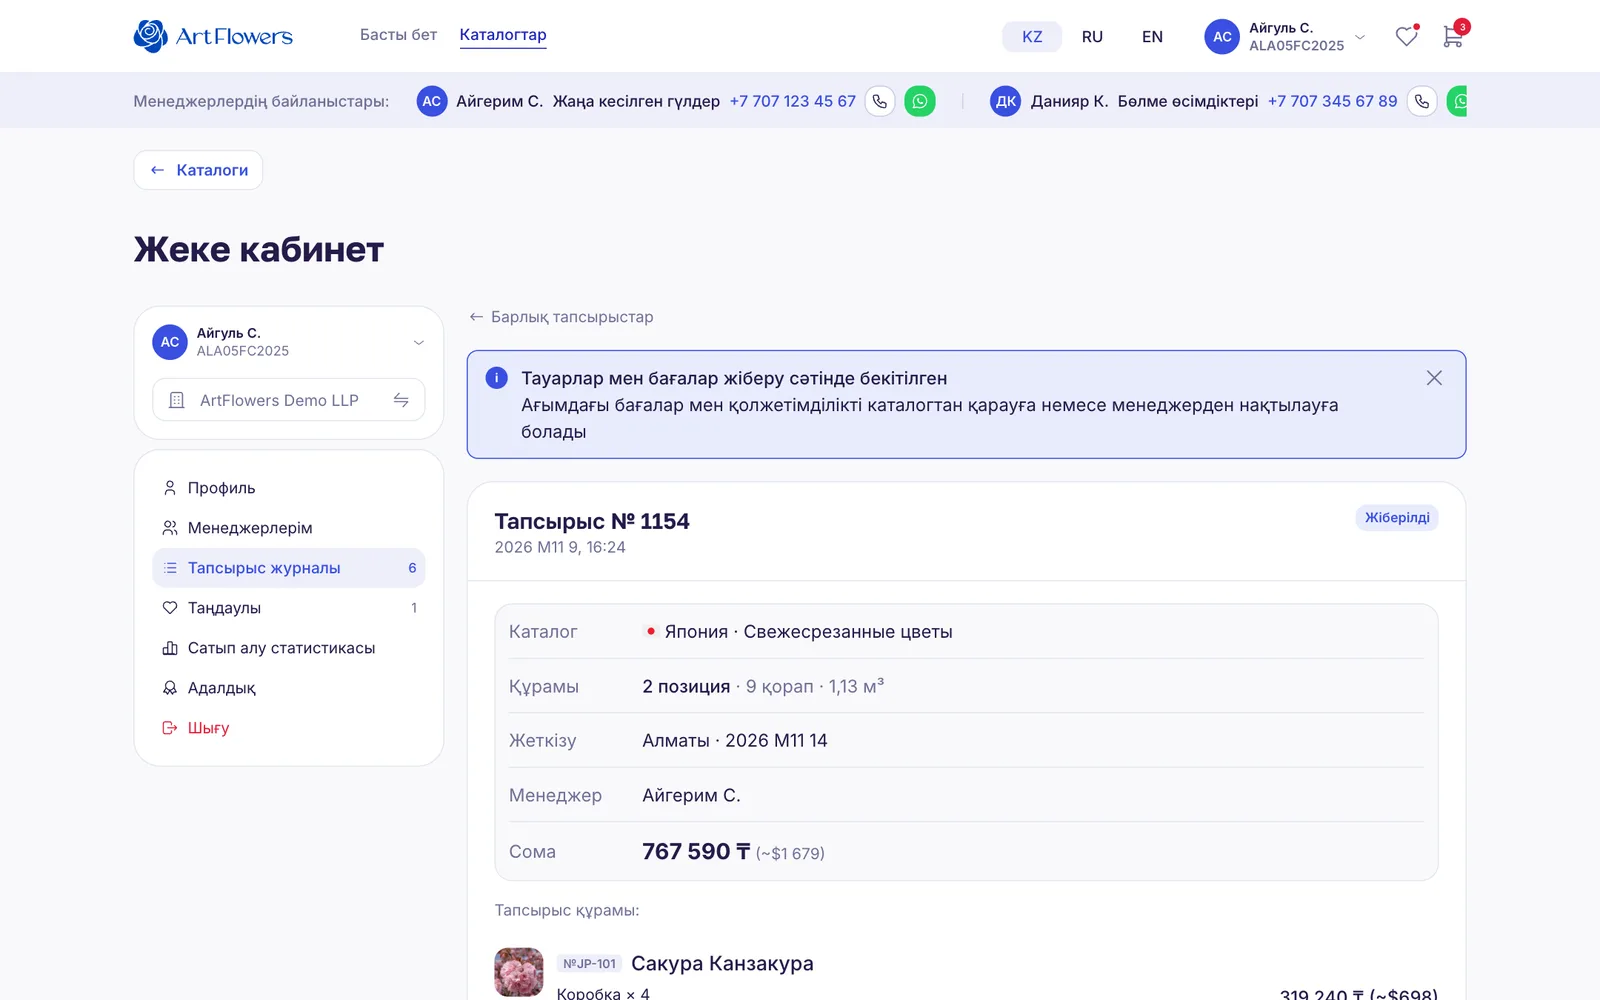 ArtFlowers
Басты бет
Каталогтар
KZ
RU
EN
АС
Айгуль С.
ALA05FC2025
3
Менеджерлердің байланыстары:
АС Айгерим С. Жаңа кесілген гүлдер +7 707 123 45 67
ДК Данияр К. Бөлме өсімдіктері +7 707 345 67 89
← Каталоги
Жеке кабинет
АС
Айгуль С.
ALA05FC2025
ArtFlowers Demo LLP
Профиль
Менеджерлерім
Тапсырыс журналы 6
Таңдаулы 1
Сатып алу статистикасы
Адалдық
Шығу
← Барлық тапсырыстар
Тауарлар мен бағалар жіберу сәтінде бекітілген
Ағымдағы бағалар мен қолжетімділікті каталогтан қарауға немесе менеджерден нақтылауға
болады
Тапсырыс № 1154
Жіберілді
2026 M11 9, 16:24
Каталог Япония · Свежесрезанные цветы
Құрамы 2 позиция · 9 қорап · 1,13 м³
Жеткізу Алматы · 2026 M11 14
Менеджер Айгерим С.
Сома 767 590 ₸ (~$1 679)
Тапсырыс құрамы:
№JP-101 Сакура Канзакура
Коробка × 4
319 240 ₸ (~$698)